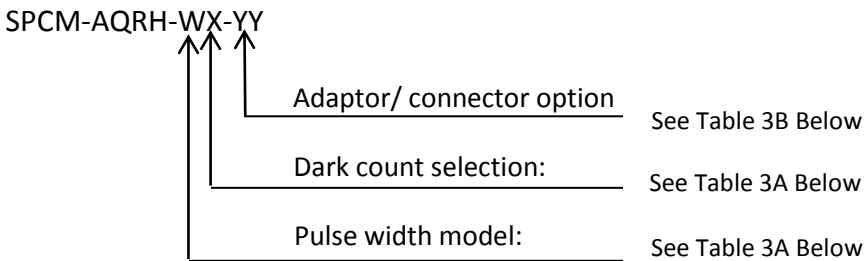 SPCM-AQRH-WX-YY
Adaptor/ connector option
See Table 3B Below
Dark count selection:
See Table 3A Below
Pulse width model:
See Table 3A Below